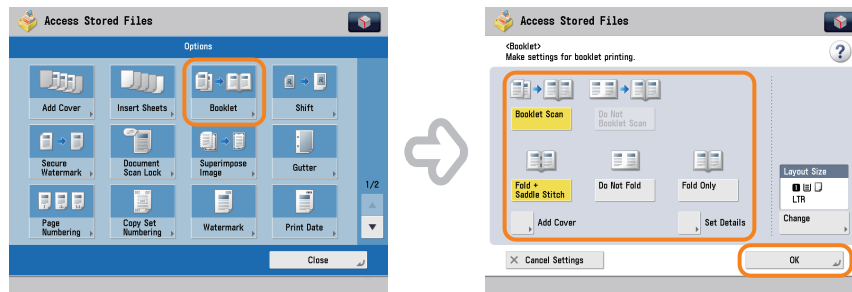 Access Stored Files
Options
Add Cover
Insert Sheets
Booklet
Shift
Secure
Watermark
Document
Scan Lock
Superimpose
Image
Gutter
1/2
Page
Numbering
Copy Set
Numbering
Watermark
Print Date
Close
Access Stored Files
<Booklet>
Make settings for booklet printing.
?
Booklet Scan
Do Not
Booklet Scan
Fold +
Saddle Stitch
Do Not Fold
Fold Only
Add Cover
Set Details
Layout Size
1
LTR
Change
Cancel Settings
OK